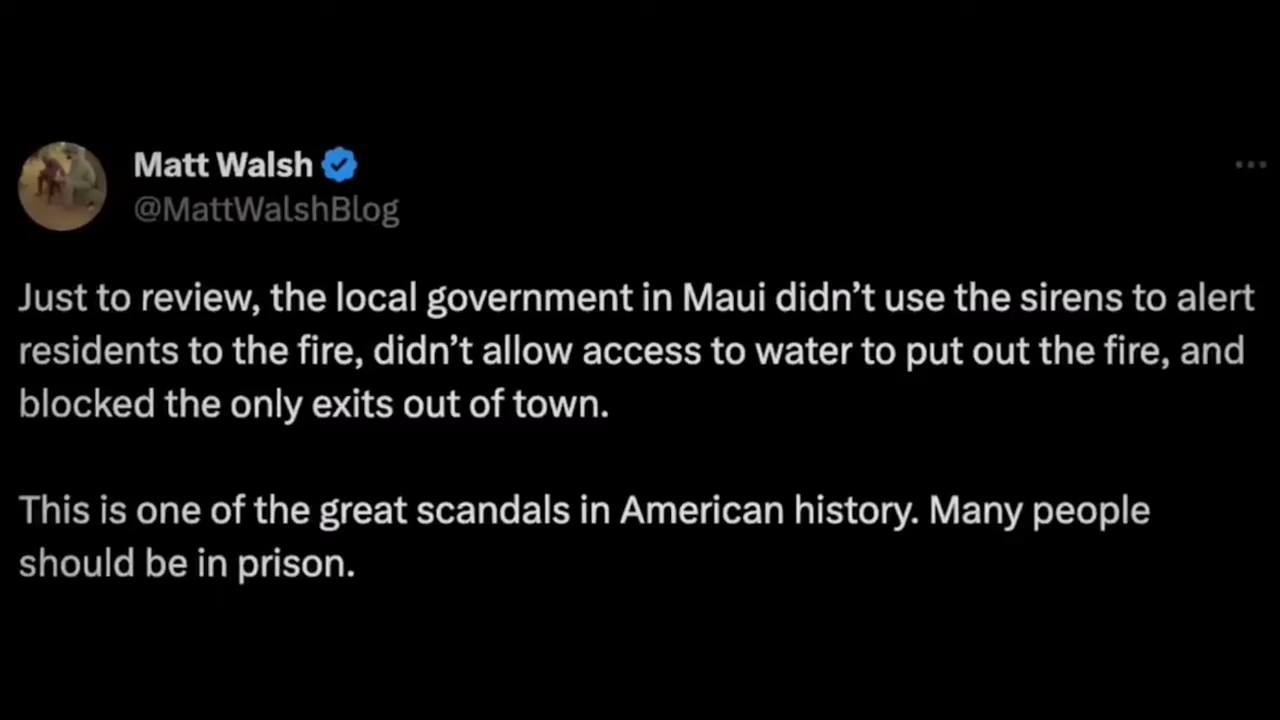 Matt Walsh
@MattWalshBlog
Just to review, the local government in Maui didn’t use the sirens to alert
residents to the fire, didn’t allow access to water to put out the fire, and
blocked the only exits out of town.
This is one of the great scandals in American history. Many people
should be in prison.